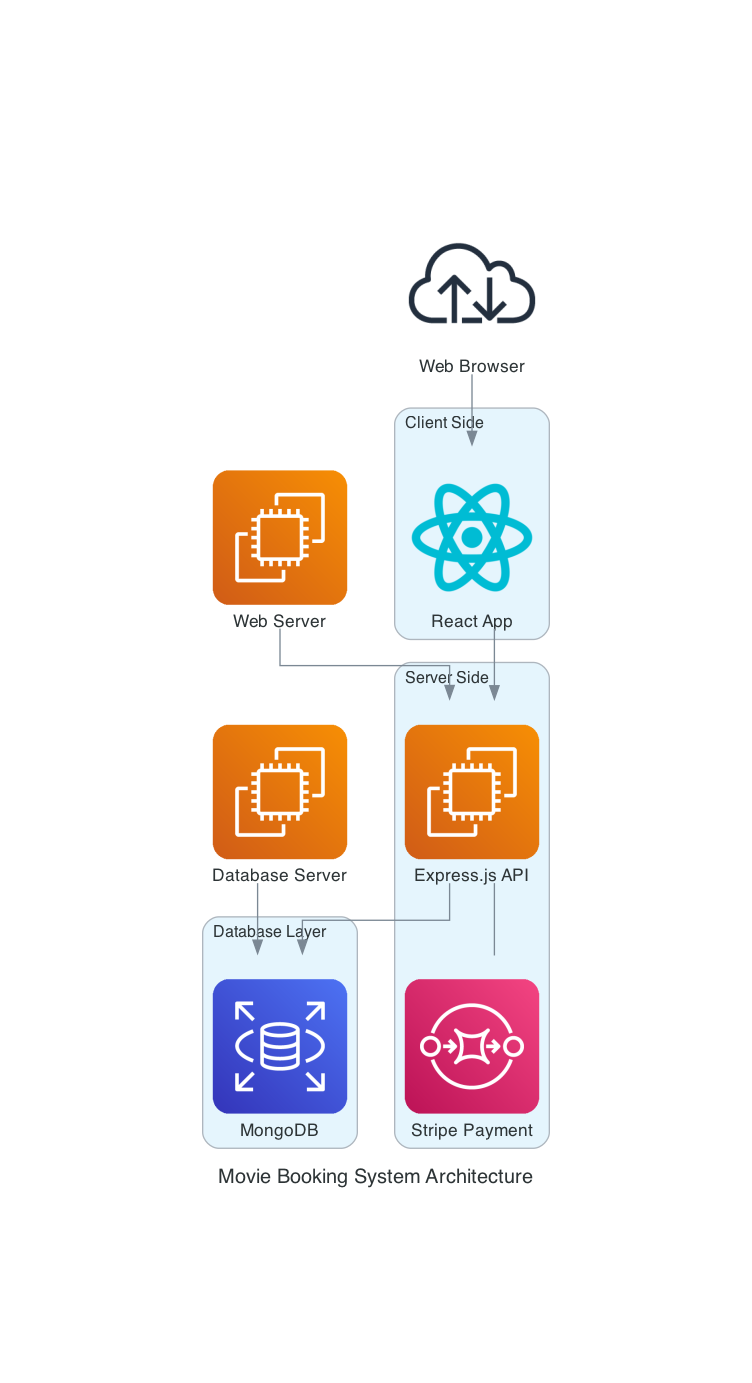 Web Browser
Client Side
Web Server
React App
Server Side
Database Server
Express.js API
Database Layer
MongoDB
Stripe Payment
Movie Booking System Architecture